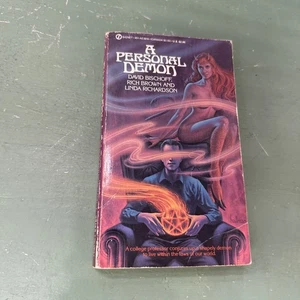 A
PERSONAL
DEMON
DAVID BISCHOFF,
RICH BROWN AND
LINDA RICHARDSON
A college professor conjures up a shapely demon
to live within the laws of our world.